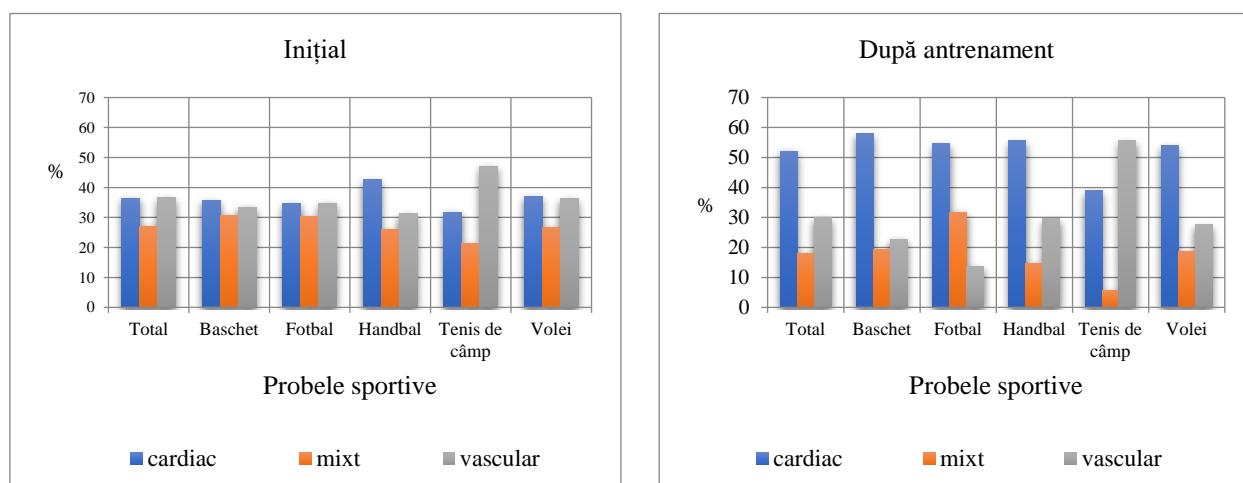 Inițial
70
60
50
40
30
20
10
0
%
Total Baschet Fotbal Handbal Tenis de câmp Volei
Probele sportive
cardiac mixt vascular
După antrenament
70
60
50
40
30
20
10
0
%
Total Baschet Fotbal Handbal Tenis de câmp Volei
Probele sportive
cardiac mixt vascular